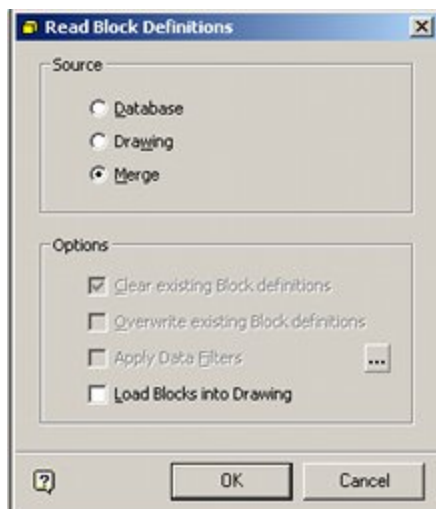 Read Block Definitions
Source
Database
Drawing
Merge
Options
Clear existing Block definitions
Overwrite existing Block definitions
Apply Data Filters ...
Load Blocks into Drawing
OK Cancel